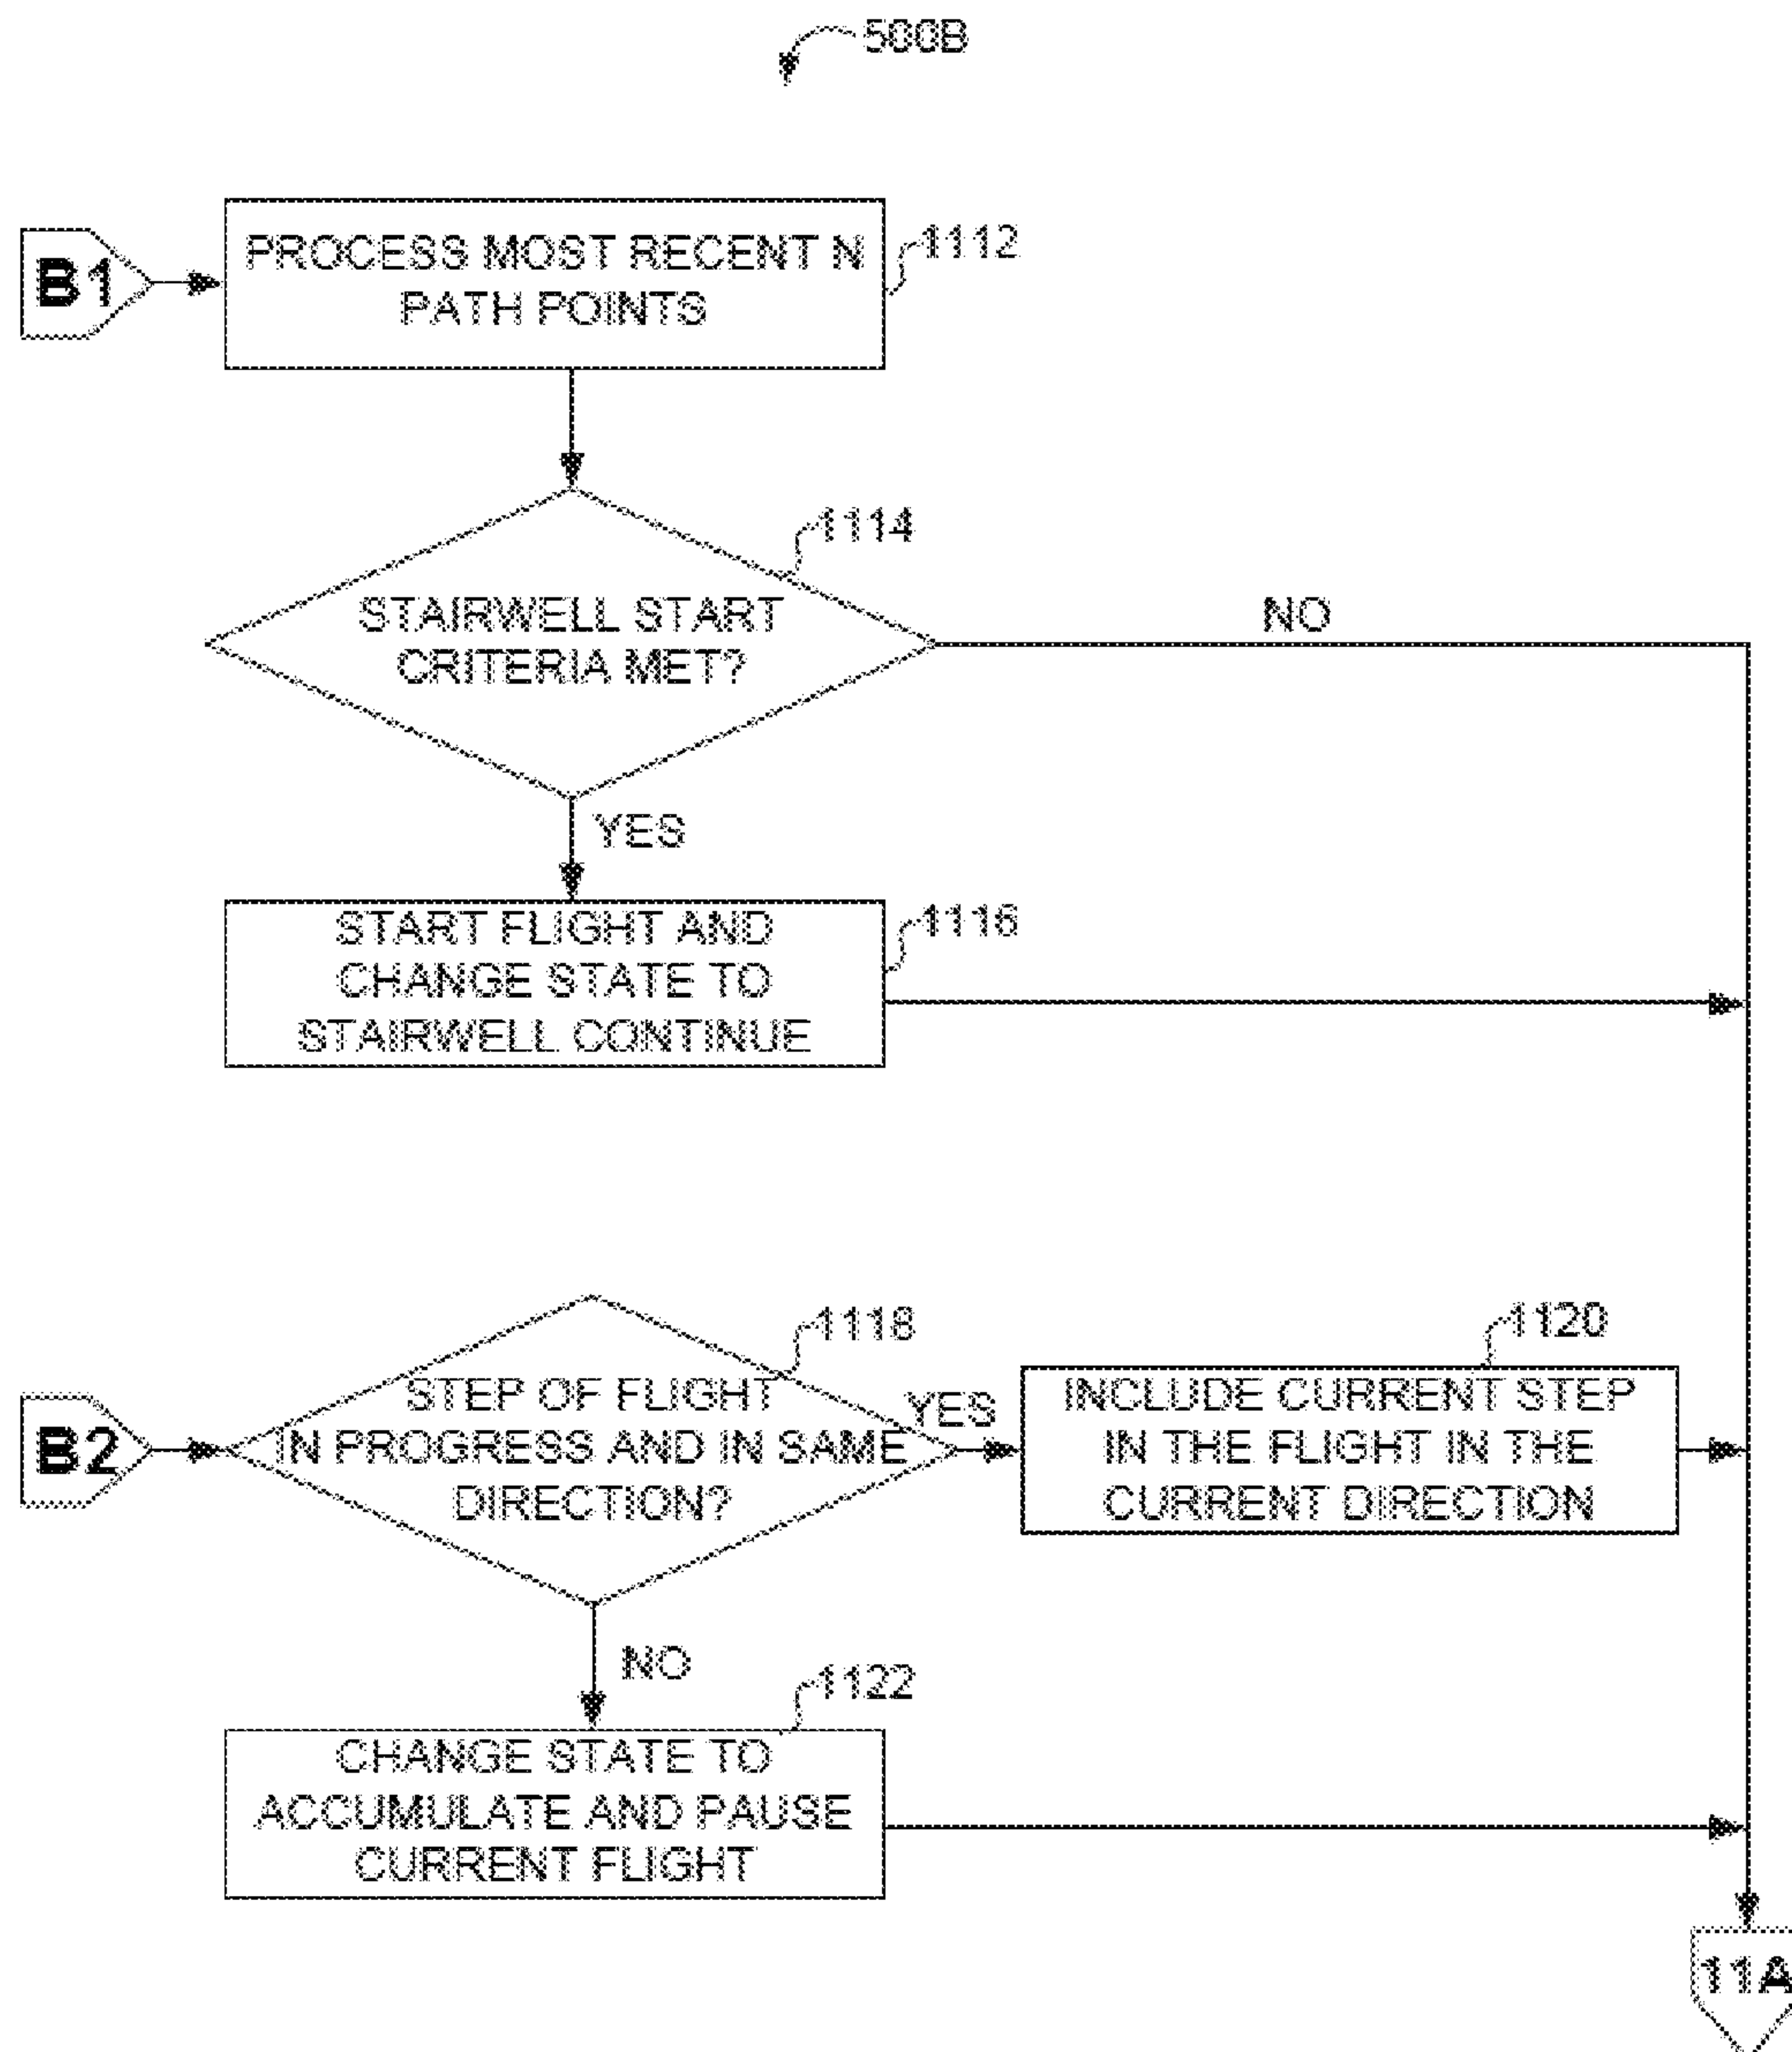 500B
B1
PROCESS MOST RECENT N
PATH POINTS
1112
1114
STAIRWELL START
CRITERIA MET?
NO
YES
START FLIGHT AND
CHANGE STATE TO
STAIRWELL CONTINUE
1116
1118
1120
B2
STEP OF FLIGHT
IN PROGRESS AND IN SAME
DIRECTION?
YES
INCLUDE CURRENT STEP
IN THE FLIGHT IN THE
CURRENT DIRECTION
NO
1122
CHANGE STATE TO
ACCUMULATE AND PAUSE
CURRENT FLIGHT
11A